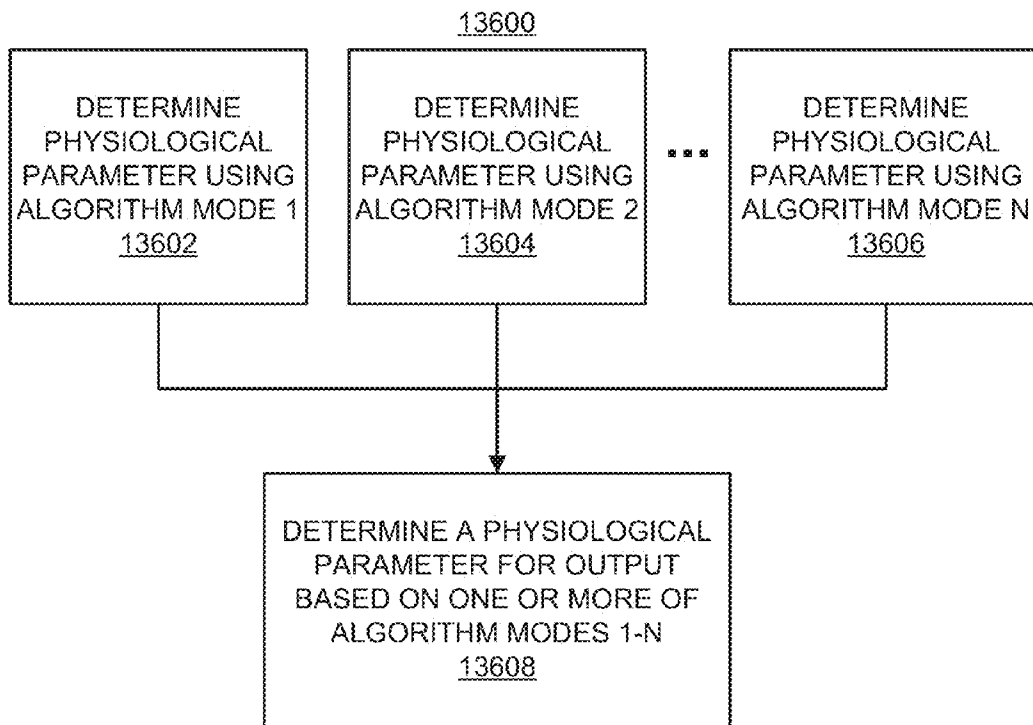 13600
DETERMINE
PHYSIOLOGICAL
PARAMETER USING
ALGORITHM MODE 1
13602
DETERMINE
PHYSIOLOGICAL
PARAMETER USING
ALGORITHM MODE 2
13604
...
DETERMINE
PHYSIOLOGICAL
PARAMETER USING
ALGORITHM MODE N
13606
DETERMINE A PHYSIOLOGICAL
PARAMETER FOR OUTPUT
BASED ON ONE OR MORE OF
ALGORITHM MODES 1-N
13608